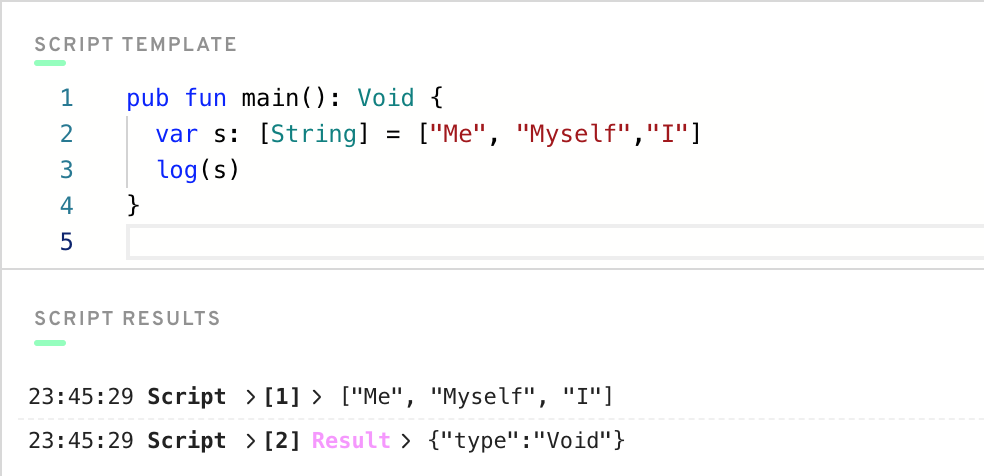 SCRIPT TEMPLATE
1 pub fun main(): Void {
2 var s: [String] = ["Me", "Myself","I"]
3 log(s)
4 }
5
SCRIPT RESULTS
23:45:29 Script >[1] > ["Me", "Myself", "I"]
23:45:29 Script >[2] Result > {"type":"Void"}